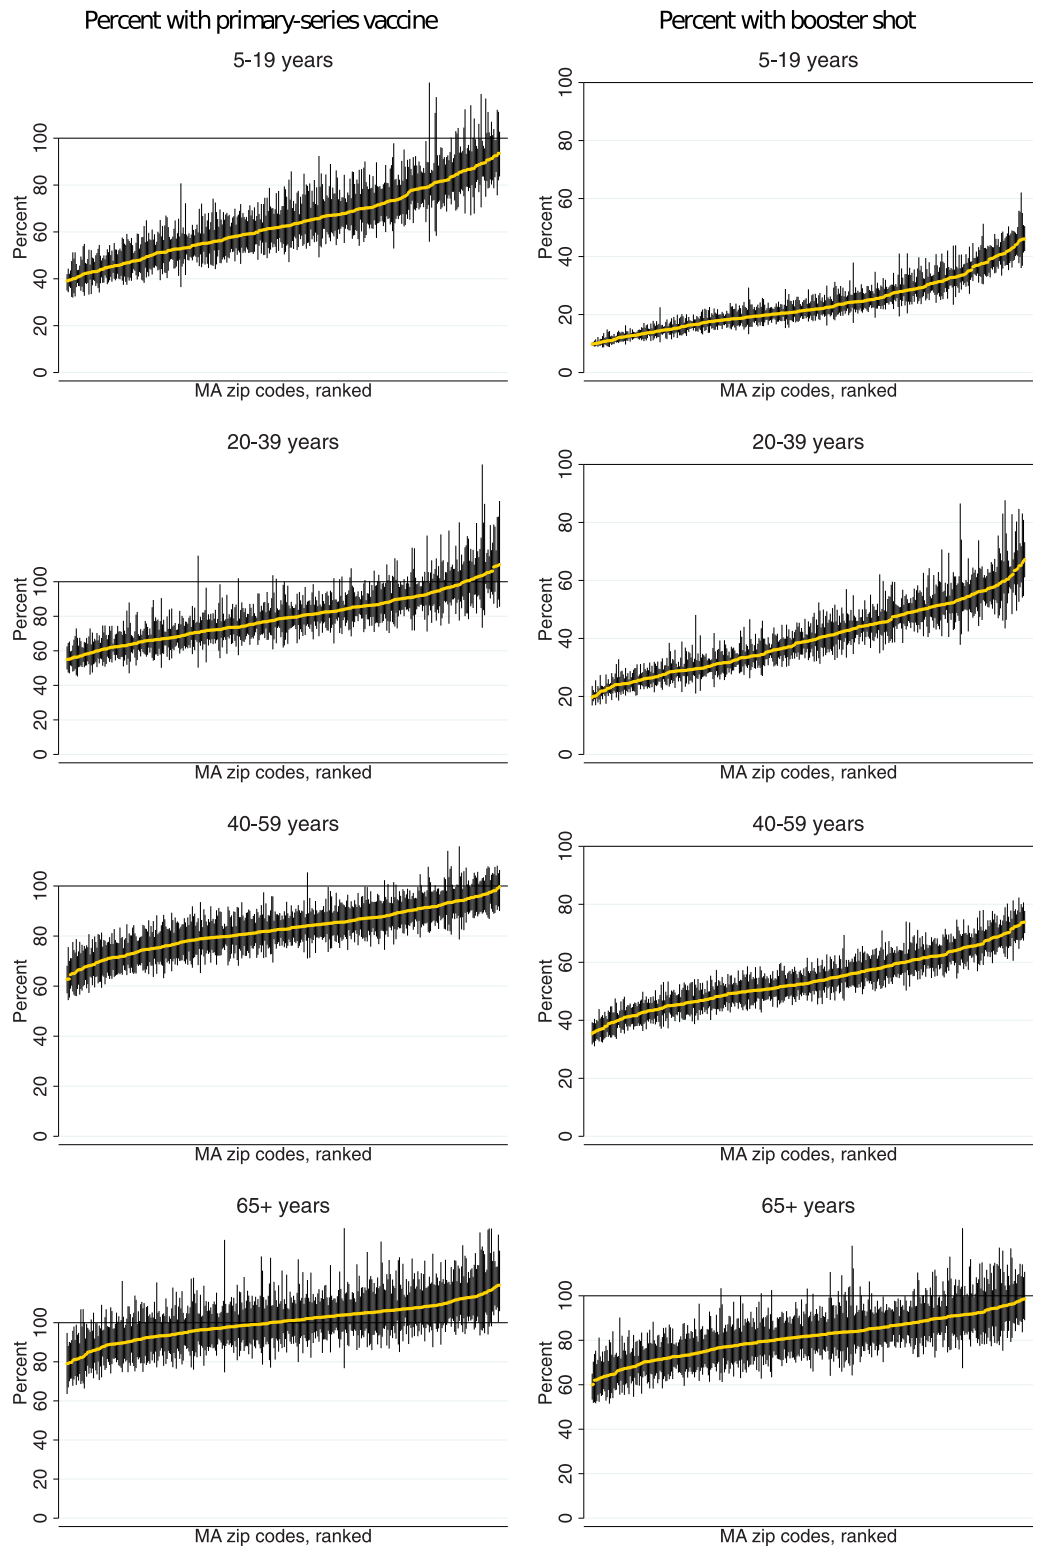 Percent with primary-series vaccine
Percent with booster shot
5-19 years
5-19 years
Percent
0 20 40 60 80 100
MA zip codes, ranked
Percent
0 20 40 60 80 100
MA zip codes, ranked
20-39 years
20-39 years
Percent
0 20 40 60 80 100
MA zip codes, ranked
Percent
0 20 40 60 80 100
MA zip codes, ranked
40-59 years
40-59 years
Percent
0 20 40 60 80 100
MA zip codes, ranked
Percent
0 20 40 60 80 100
MA zip codes, ranked
65+ years
65+ years
Percent
0 20 40 60 80 100
MA zip codes, ranked
Percent
0 20 40 60 80 100
MA zip codes, ranked